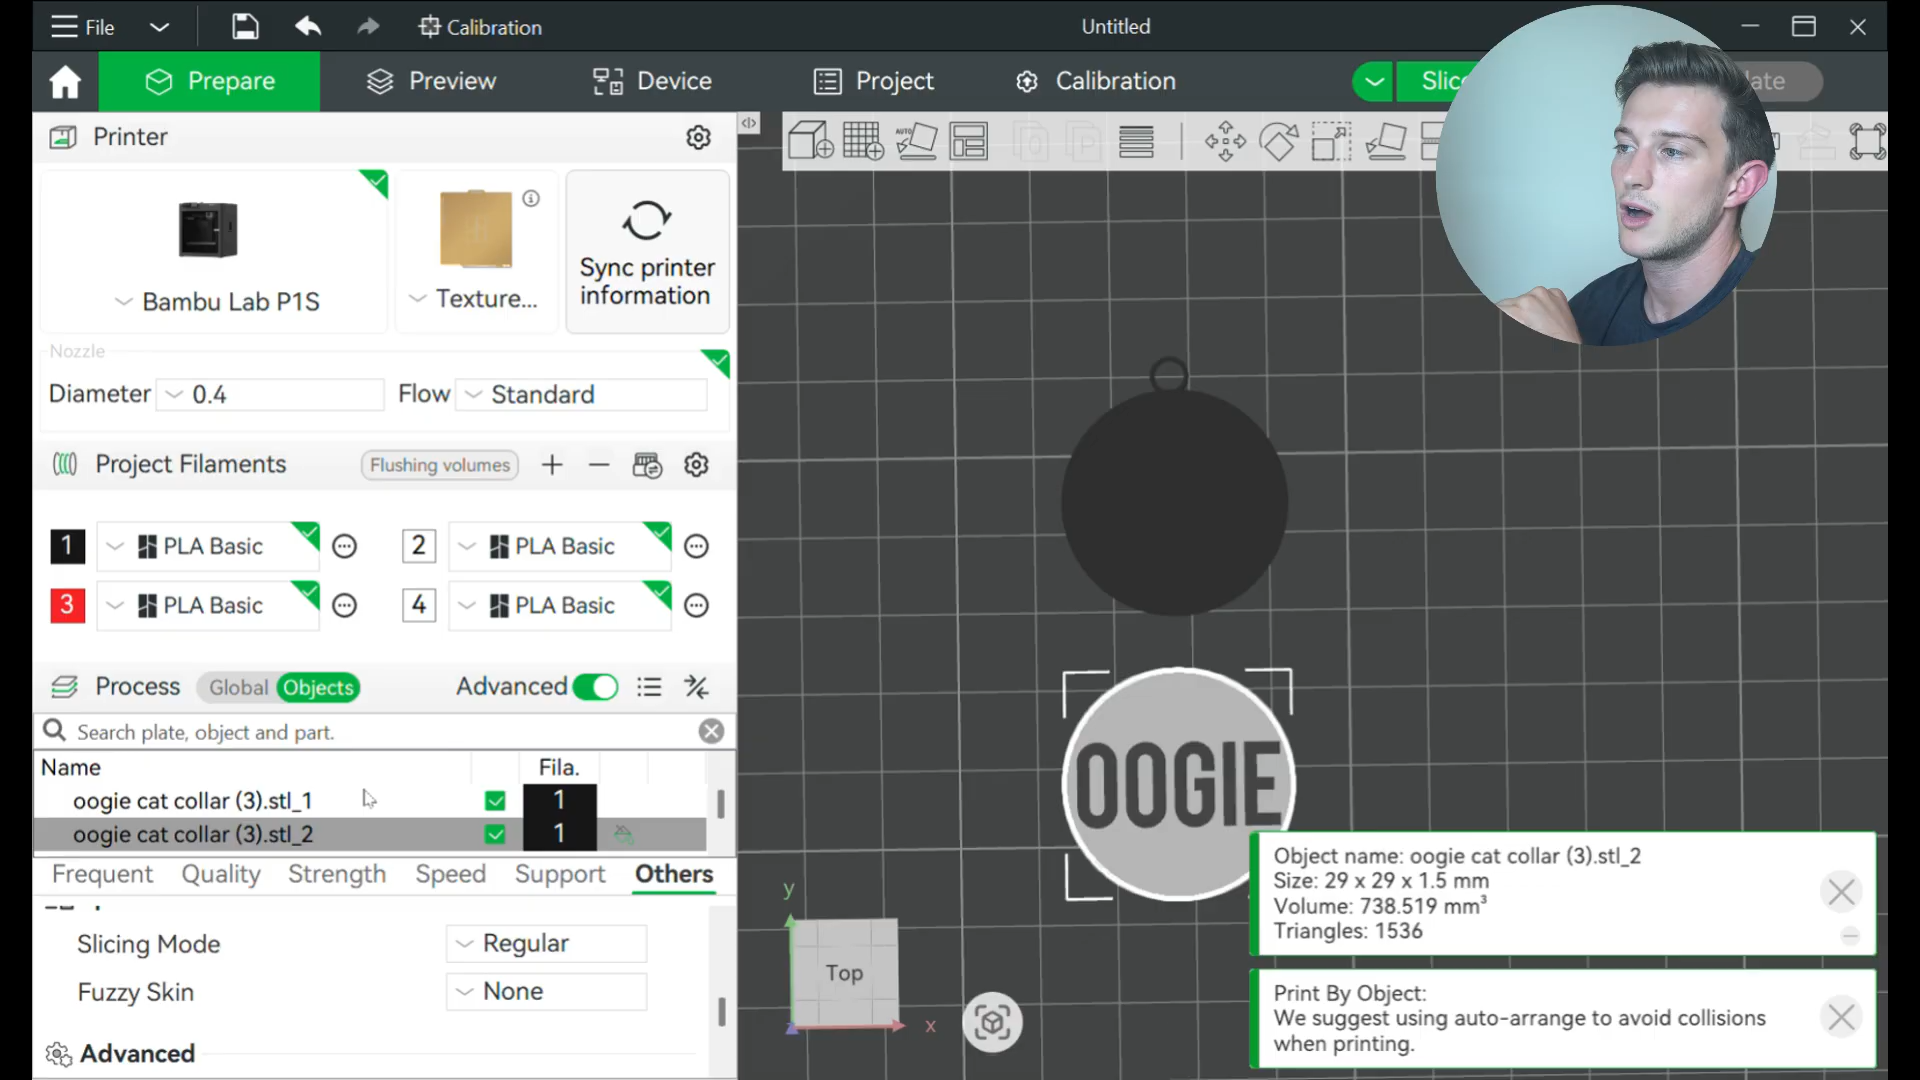 File
Calibration
Untitled
Prepare
Preview
Device
Project
Calibration
Slic
ate
Printer
Bambu Lab P1S
Texture...
Sync printer
information
Nozzle
Diameter
0.4
Flow
Standard
Project Filaments
Flushing volumes
1
PLA Basic
2
PLA Basic
3
PLA Basic
4
PLA Basic
Process
Global
Objects
Advanced
Search plate, object and part.
Name
Fila.
oogie cat collar (3).stl_1
1
oogie cat collar (3).stl_2
1
Frequent
Quality
Strength
Speed
Support
Others
Slicing Mode
Regular
Fuzzy Skin
None
Advanced
AUTO
OOGIE
y
Top
x
Object name: oogie cat collar (3).stl_2
Size: 29 x 29 x 1.5 mm
Volume: 738.519 mm³
Triangles: 1536
Print By Object:
We suggest using auto-arrange to avoid collisions
when printing.